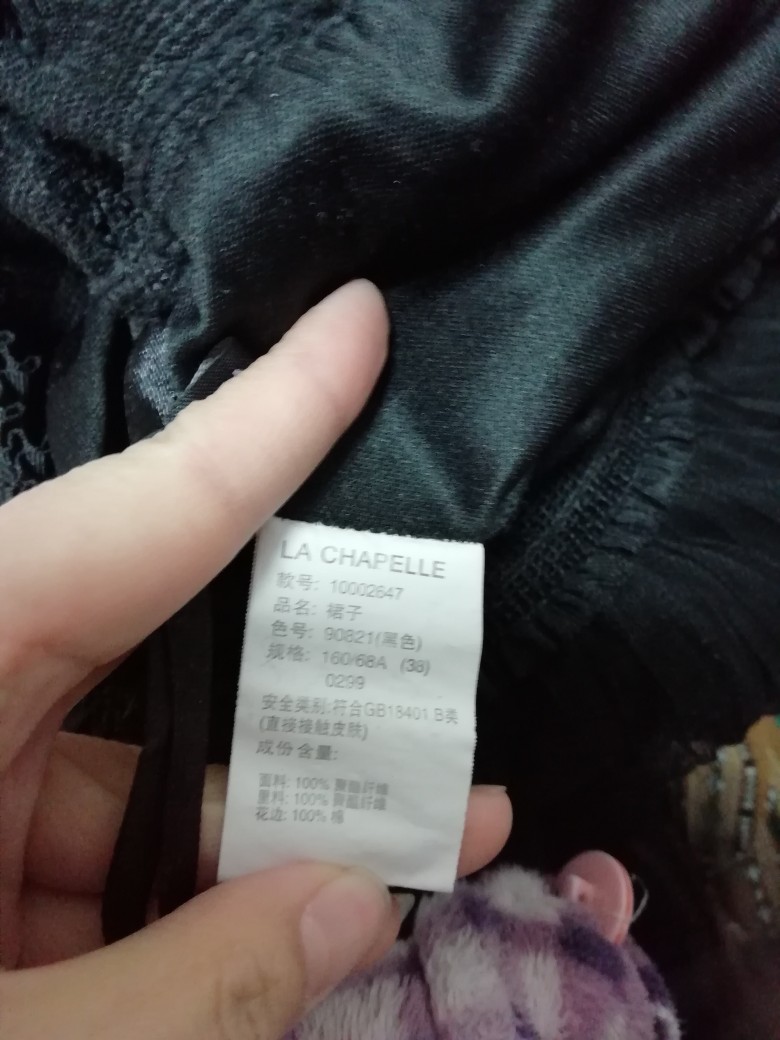 LA CHAPELLE
款号: 10002647
品名: 裙子
色号: 90821(黑色)
规格: 160/68A (38)
0299
安全类别:符合GB18401 B类
(直接接触皮肤)
成份含量:
面料: 100% 聚酯纤维
里料: 100% 聚酯纤维
花边: 100% 棉